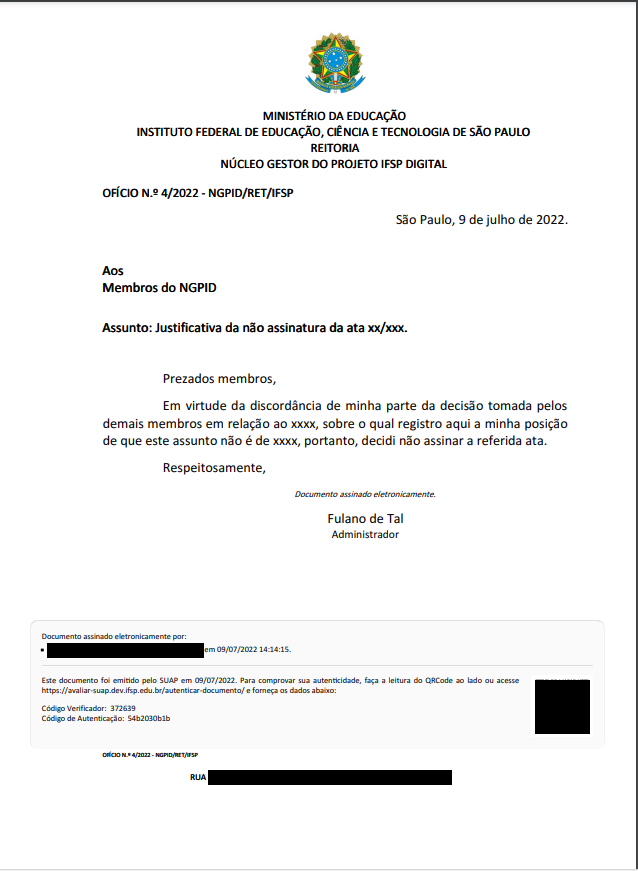 MINISTÉRIO DA EDUCAÇÃO
INSTITUTO FEDERAL DE EDUCAÇÃO, CIÊNCIA E TECNOLOGIA DE SÃO PAULO
REITORIA
NÚCLEO GESTOR DO PROJETO IFSP DIGITAL
OFÍCIO N.º 4/2022 - NGPID/RET/IFSP
São Paulo, 9 de julho de 2022.
Aos
Membros do NGPID
Assunto: Justificativa da não assinatura da ata xx/xxx.
Prezados membros,
Em virtude da discordância de minha parte da decisão tomada pelos
demais membros em relação ao xxxx, sobre o qual registro aqui a minha posição
de que este assunto não é de xxxx, portanto, decidi não assinar a referida ata.
Respeitosamente,
Documento assinado eletronicamente.
Fulano de Tal
Administrador
Documento assinado eletronicamente por:
em 09/07/2022 14:14:15.
Este documento foi emitido pelo SUAP em 09/07/2022. Para comprovar sua autenticidade, faça a leitura do QRCode ao lado ou acesse
https://avaliar-suap.dev.ifsp.edu.br/autenticar-documento/ e forneça os dados abaixo:
Código Verificador: 372639
Código de Autenticação: 54b2030b1b
OFÍCIO N.º 4/2022 - NGPID/RET/IFSP
RUA